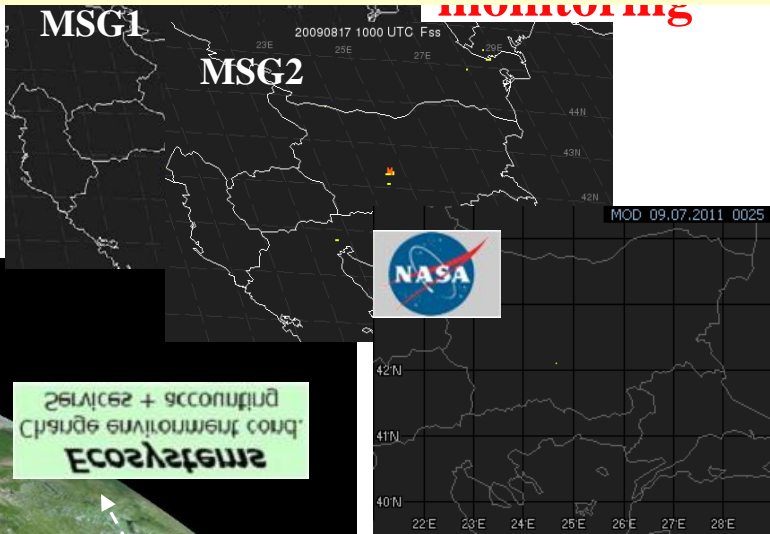 monitoring
MSG1
20090817 1000 UTC Fss
23E 25E 27E 29E
MSG2
44N
43N
42N
MOD 09.07.2011 0025
NASA
42°N
41°N
40°N
22°E 23°E 24°E 25°E 26°E 27°E 28°E
Ecosystems
Change environment cond.
Services + accounting